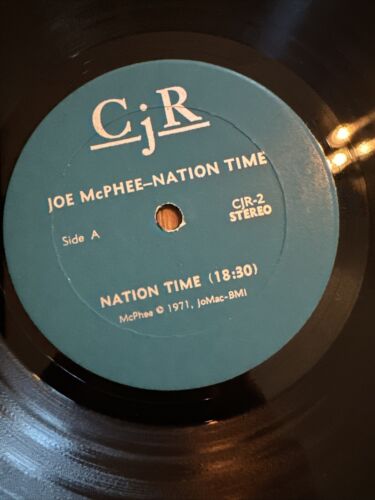 CjR
JOE McPHEE—NATION TIME
CJR-2
STEREO
Side A
NATION TIME (18:30)
McPhee © 1971, JoMac-BMI